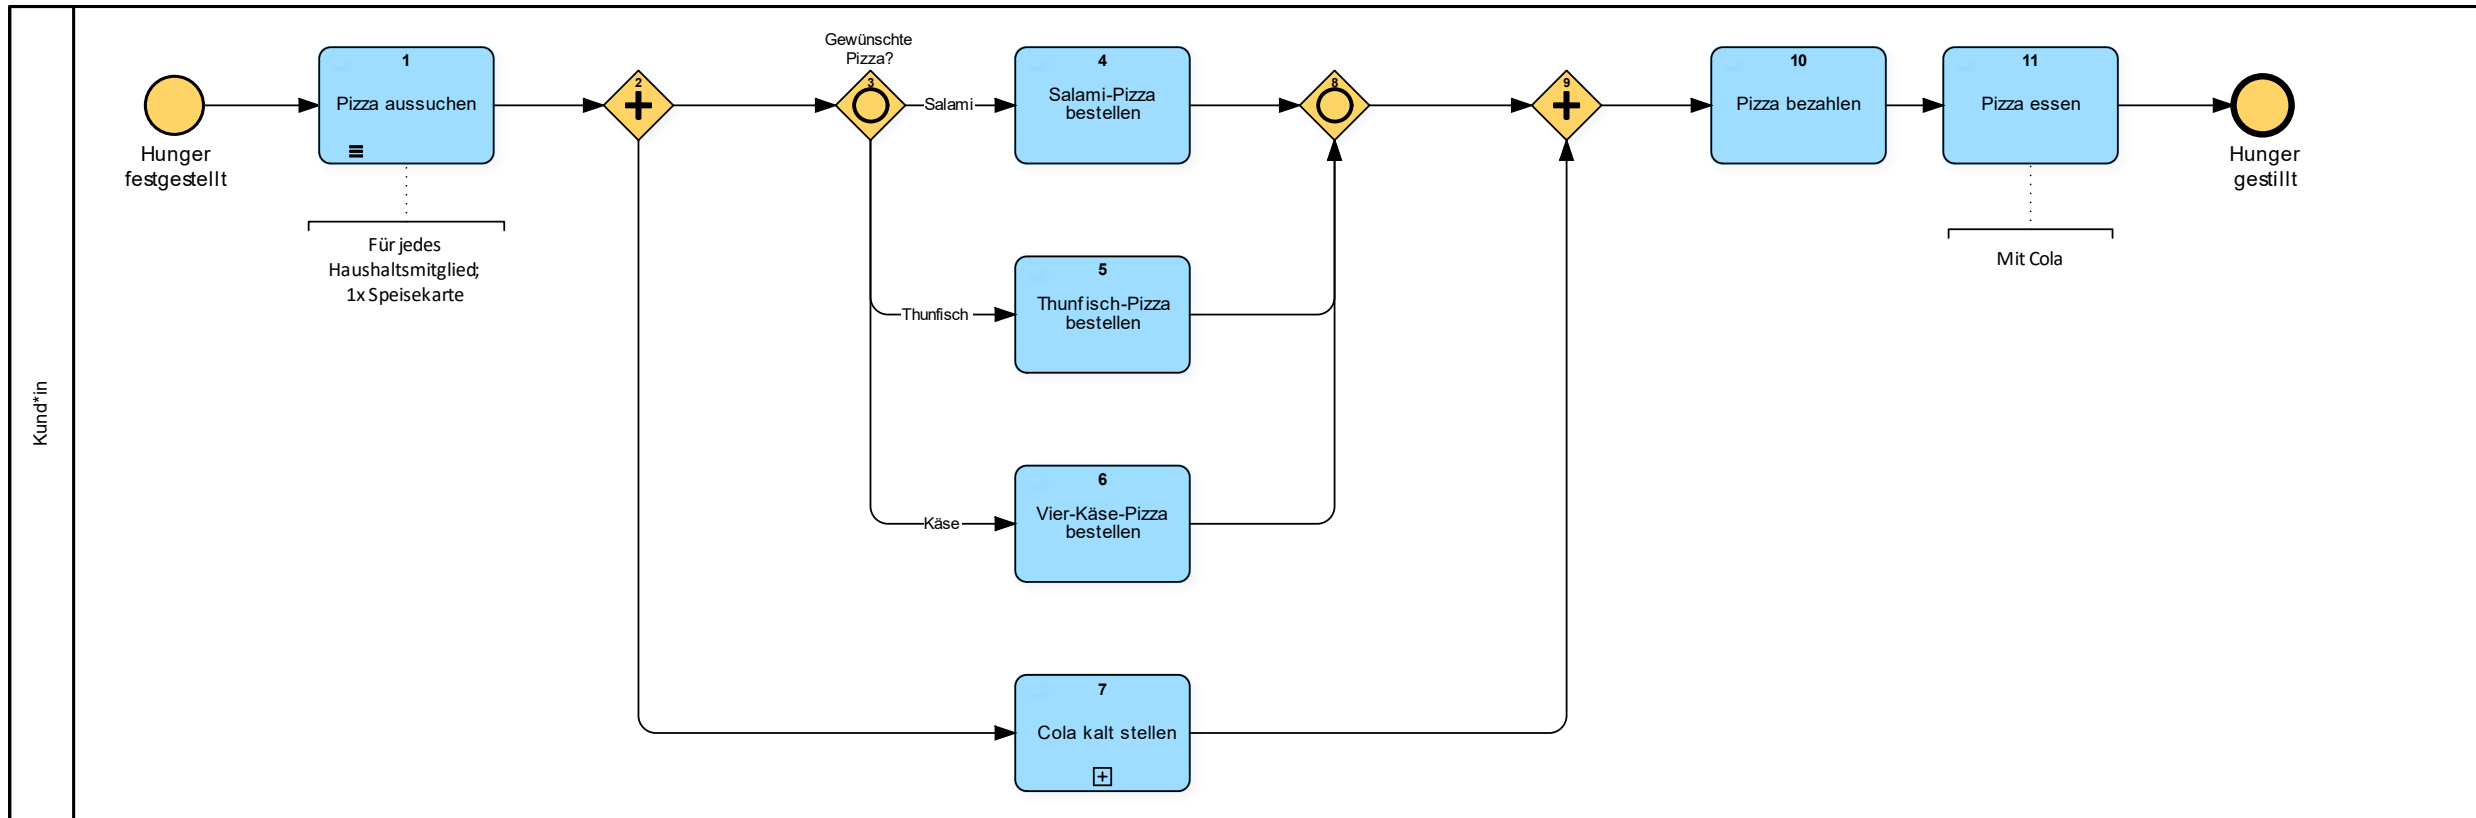 Kund*in
Hunger
festgestellt
1
Pizza aussuchen
Für jedes
Haushaltsmitglied;
1x Speisekarte
2
Gewünschte
Pizza?
3
Salami
Thunfisch
Käse
4
Salami-Pizza
bestellen
5
Thunfisch-Pizza
bestellen
6
Vier-Käse-Pizza
bestellen
7
Cola kalt stellen
8
9
10
Pizza bezahlen
11
Pizza essen
Mit Cola
Hunger
gestillt